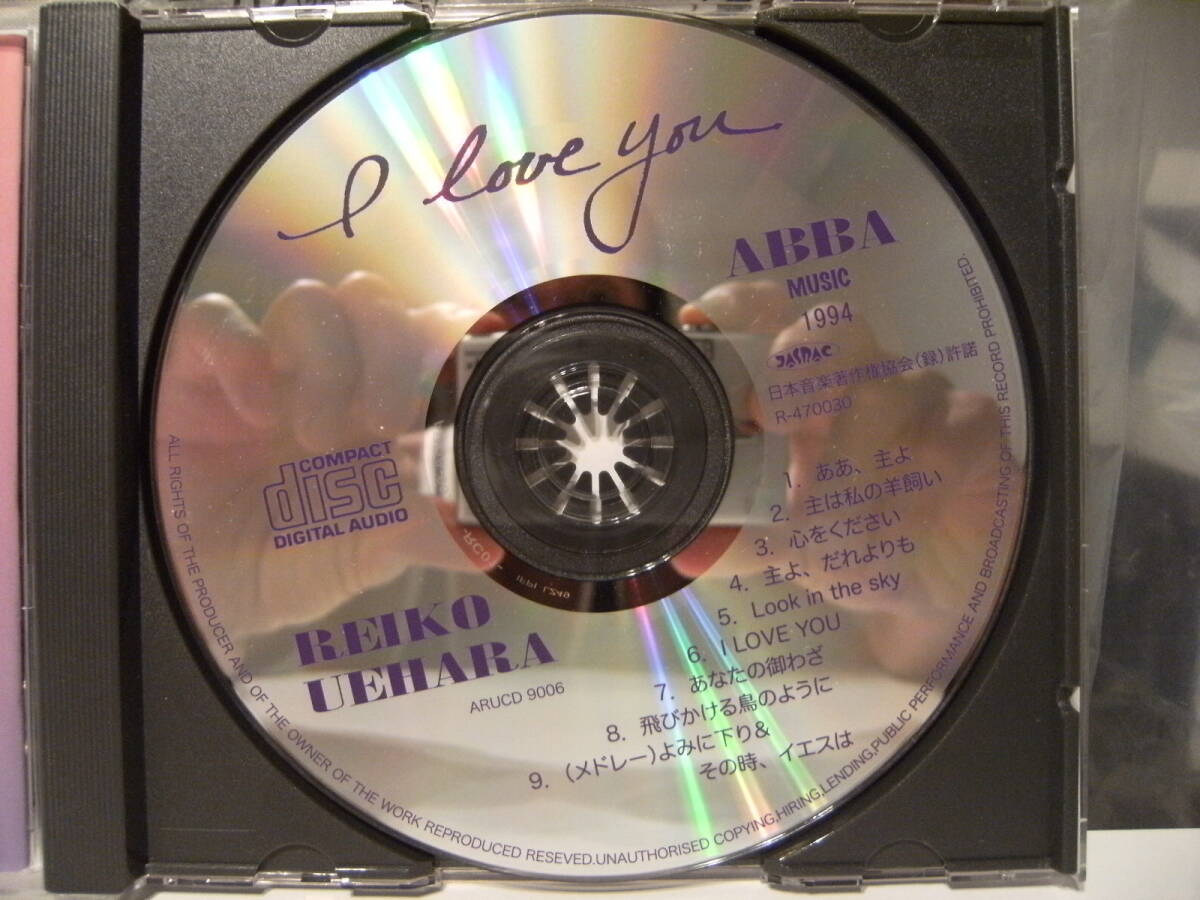 I love you
ABBA
MUSIC
1994
JASRAC
日本音楽著作権協会(録)許諾
R-470030
COMPACT
disc
DIGITAL AUDIO
1. ああ、主よ
2. 主は私の羊飼い
3. 心をください
4. 主よ、だれよりも
5. Look in the sky
6. I LOVE YOU
7. あなたの御わざ
8. 飛びかける鳥のように
9. (メドレー)よみに下り&
その時、イエスは
REIKO
UEHARA
ARUCD 9006
IFPI LZ49
ALL RIGHTS OF THE PRODUCER AND OF THE OWNER OF THE WORK REPRODUCED RESEVED.UNAUTHORISED COPYING,HIRING,LENDING,PUBLIC PERFORMANCE AND BROADCASTING OF THIS RECORD PROHIBITED.